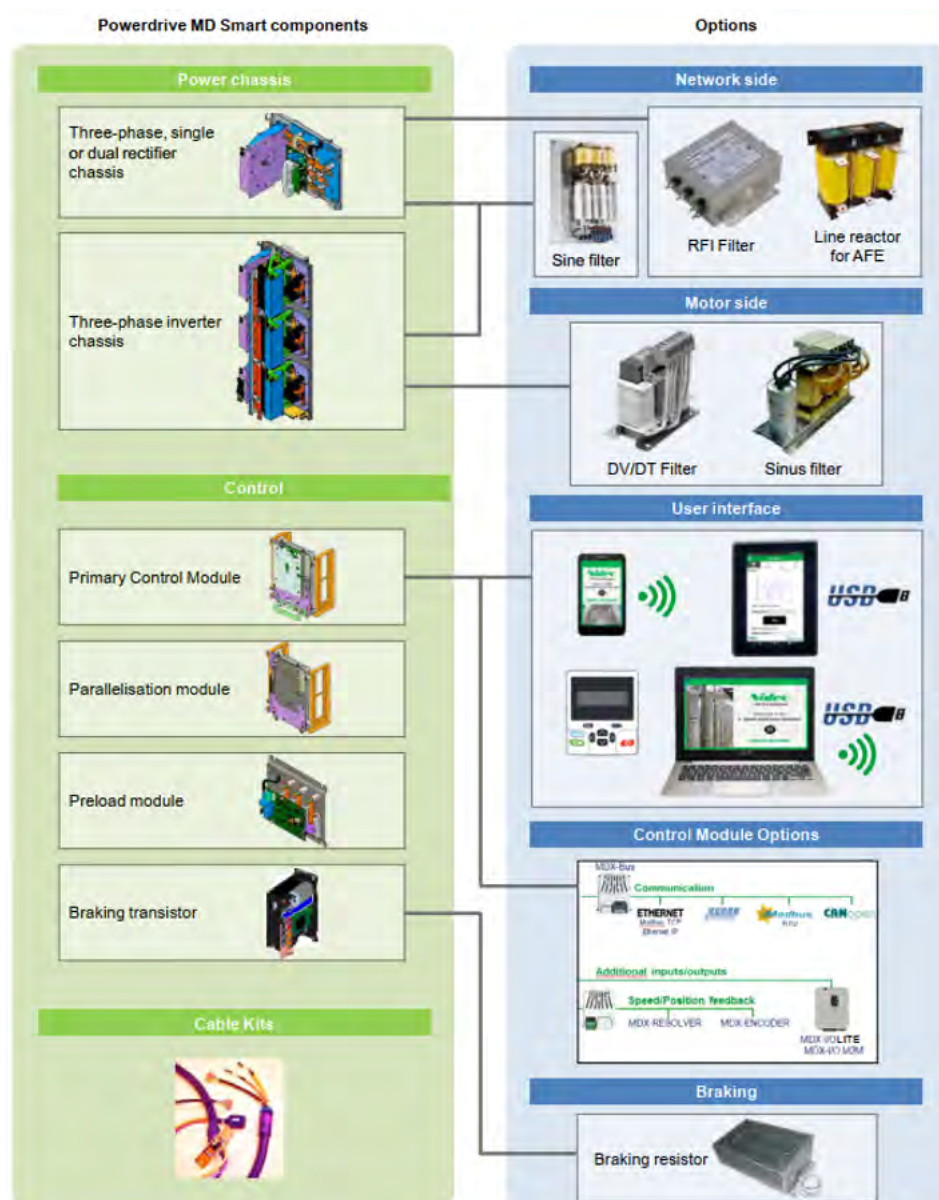 Powerdrive MD Smart components
Power chassis
Three-phase, single
or dual rectifier
chassis
Three-phase inverter
chassis
Control
Primary Control Module
Parallelisation module
Preload module
Braking transistor
Cable Kits
Options
Network side
Sine filter
RFI Filter
Line reactor
for AFE
Motor side
DV/DT Filter
Sinus filter
User interface
Nidec
USB
Nidec
USB
Control Module Options
MDX-Bus
Communication
ETHERNET
Modbus TCP
Ethernet IP
Modbus
RTU
CANopen
Additional inputs/outputs
Speed/Position feedback
MDX-RESOLVER
MDX-ENCODER
MDX-I/O LITE
MDX-I/O M2M
Braking
Braking resistor